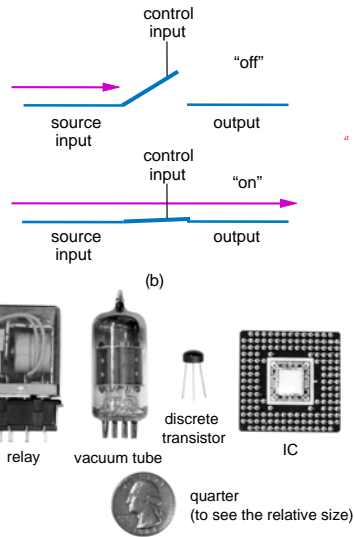 control
input
“off”
source
input
output
a
control
input
“on”
source
input
output
(b)
relay
vacuum tube
discrete
transistor
IC
quarter
(to see the relative size)